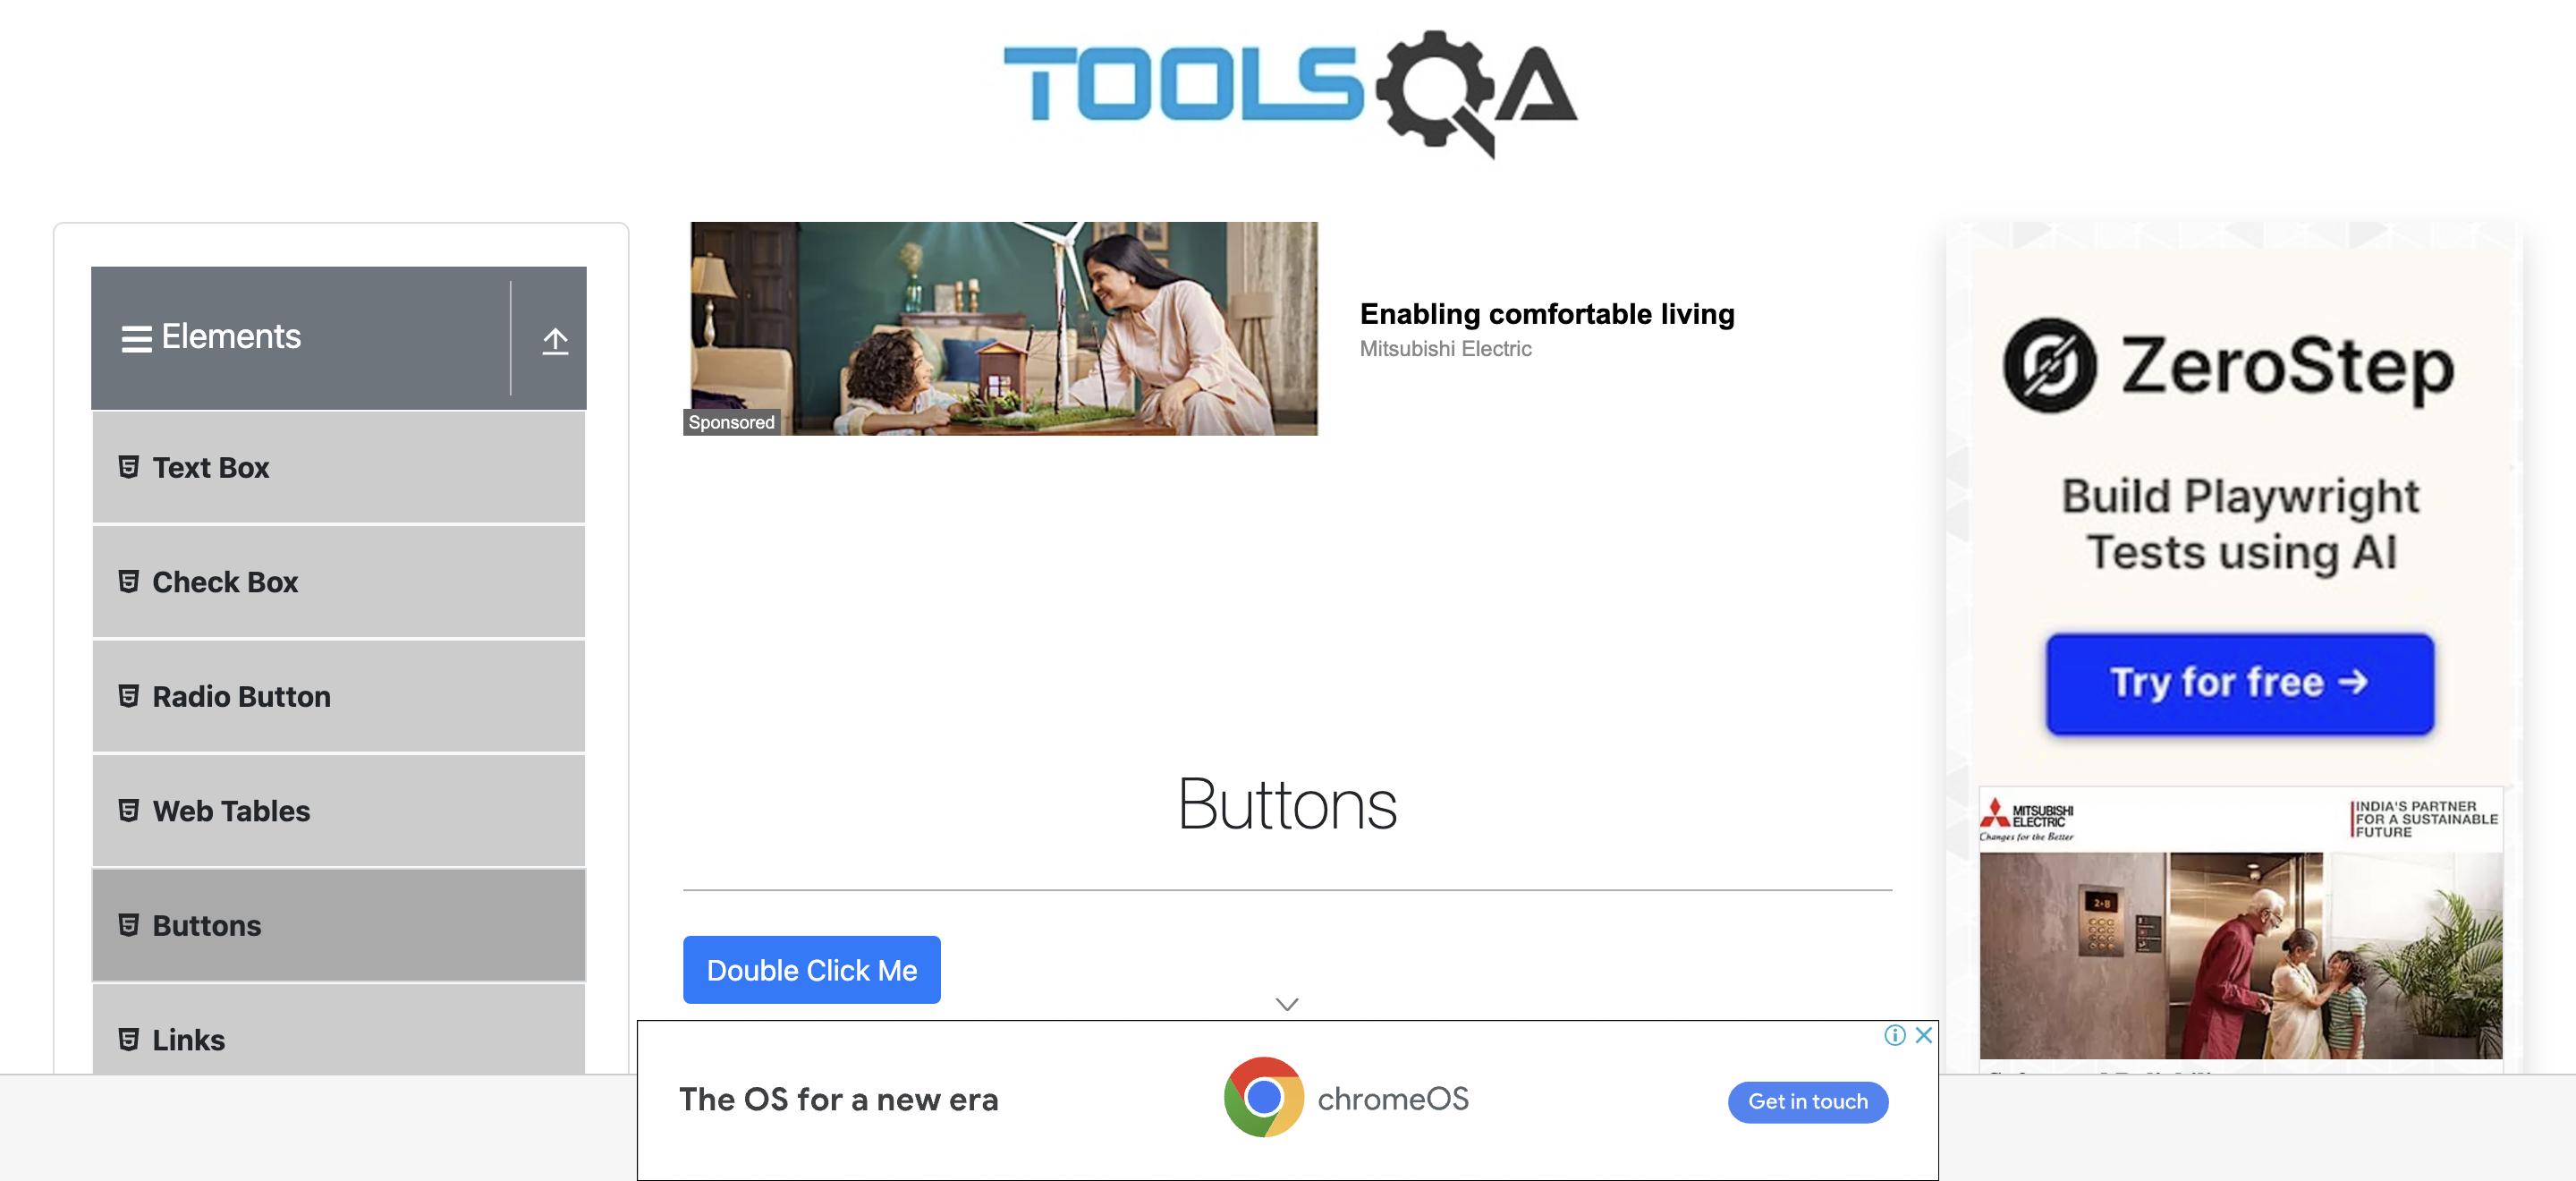 TOOLSQA
Elements
Text Box
Check Box
Radio Button
Web Tables
Buttons
Links
Sponsored
Enabling comfortable living
Mitsubishi Electric
Buttons
Double Click Me
ZeroStep
Build Playwright
Tests using AI
Try for free →
MITSUBISHI
ELECTRIC
Changes for the Better
INDIA'S PARTNER
FOR A SUSTAINABLE
FUTURE
2-8
The OS for a new era
chromeOS
Get in touch